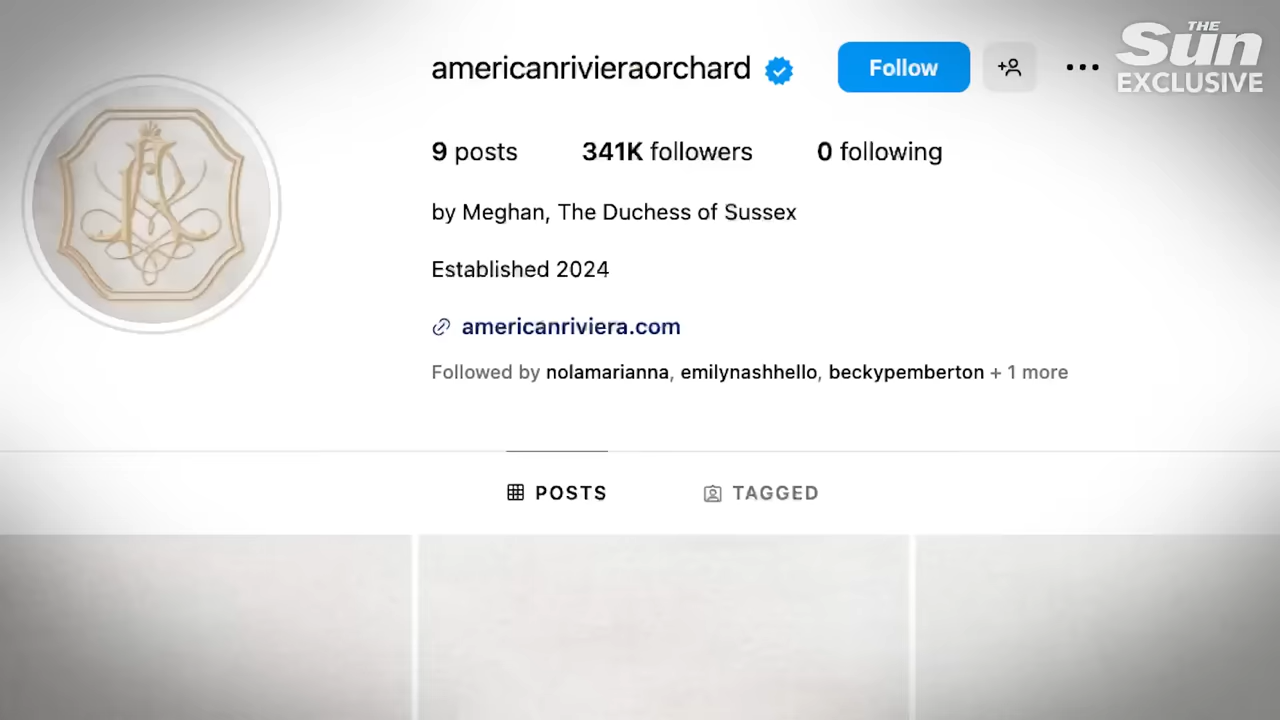 THE
Sun
EXCLUSIVE
americanrivieraorchard
Follow
9 posts 341K followers 0 following
by Meghan, The Duchess of Sussex
Established 2024
americanriviera.com
Followed by nolamarianna, emilynashhello, beckypemberton + 1 more
POSTS TAGGED